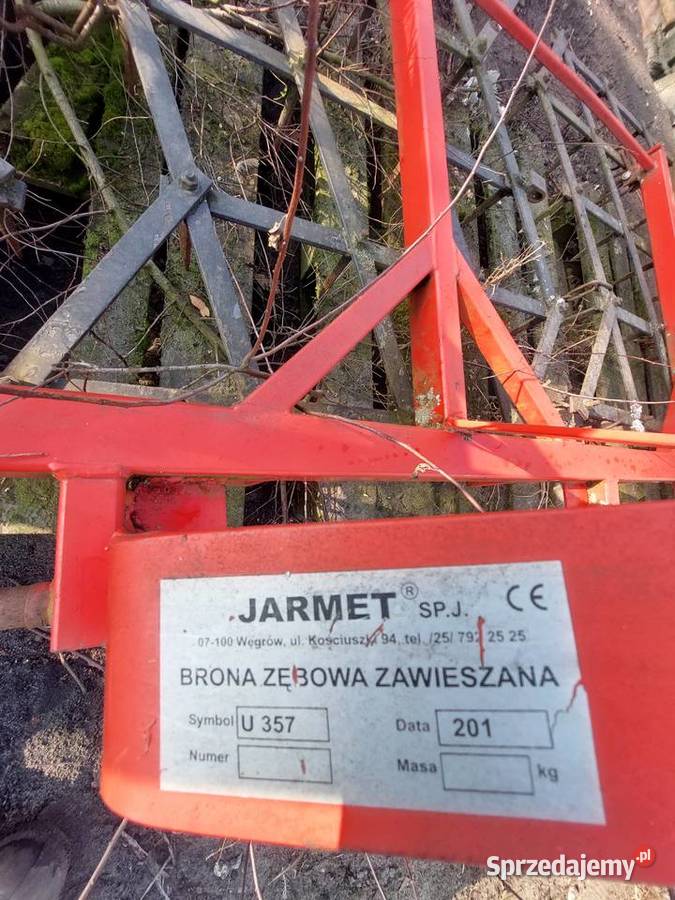 JARMET® SP.J. CE
07-100 Węgrów, ul. Kościuszki 94, tel. /25/ 792 25 25
BRONA ZĘBOWA ZAWIESZANA
Symbol U 357 Data 201
Numer Masa kg
Sprzedajemy.pl